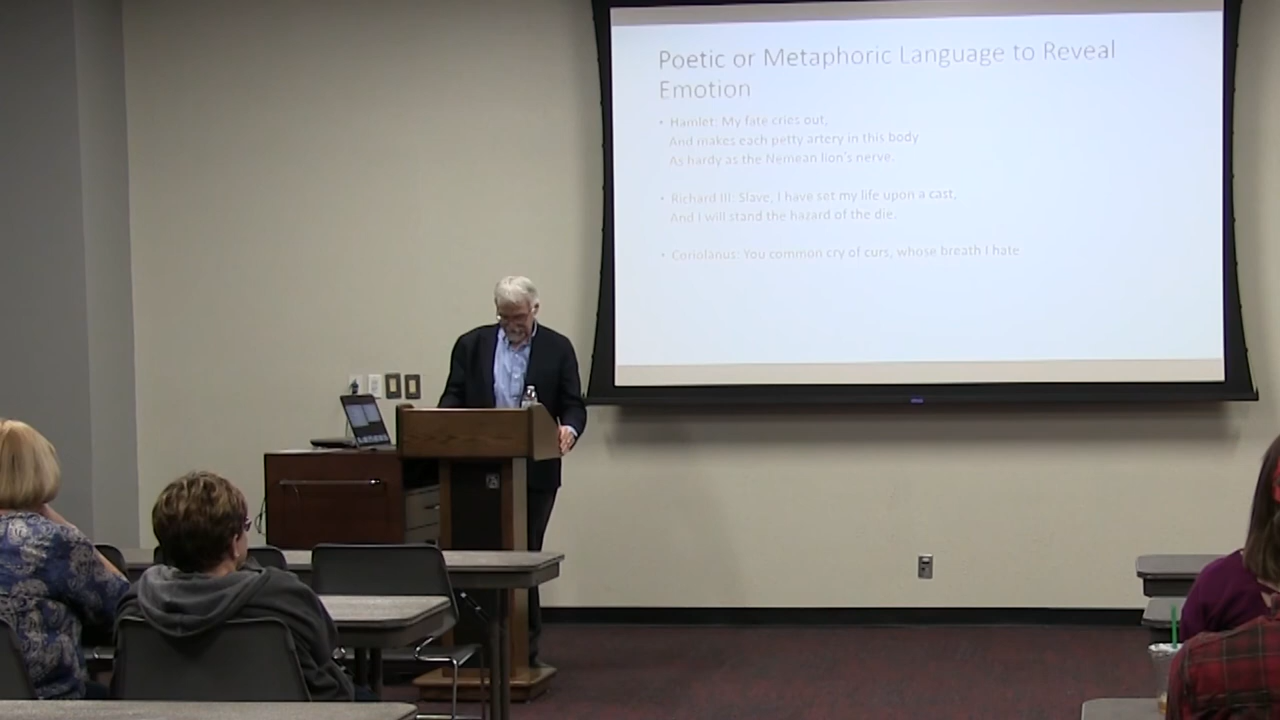 Poetic or Metaphoric Language to Reveal
Emotion
• Hamlet: My fate cries out,
And makes each petty artery in this body
As hardy as the Nemean lion's nerve.
• Richard III: Slave, I have set my life upon a cast,
And I will stand the hazard of the die.
• Coriolanus: You common cry of curs, whose breath I hate